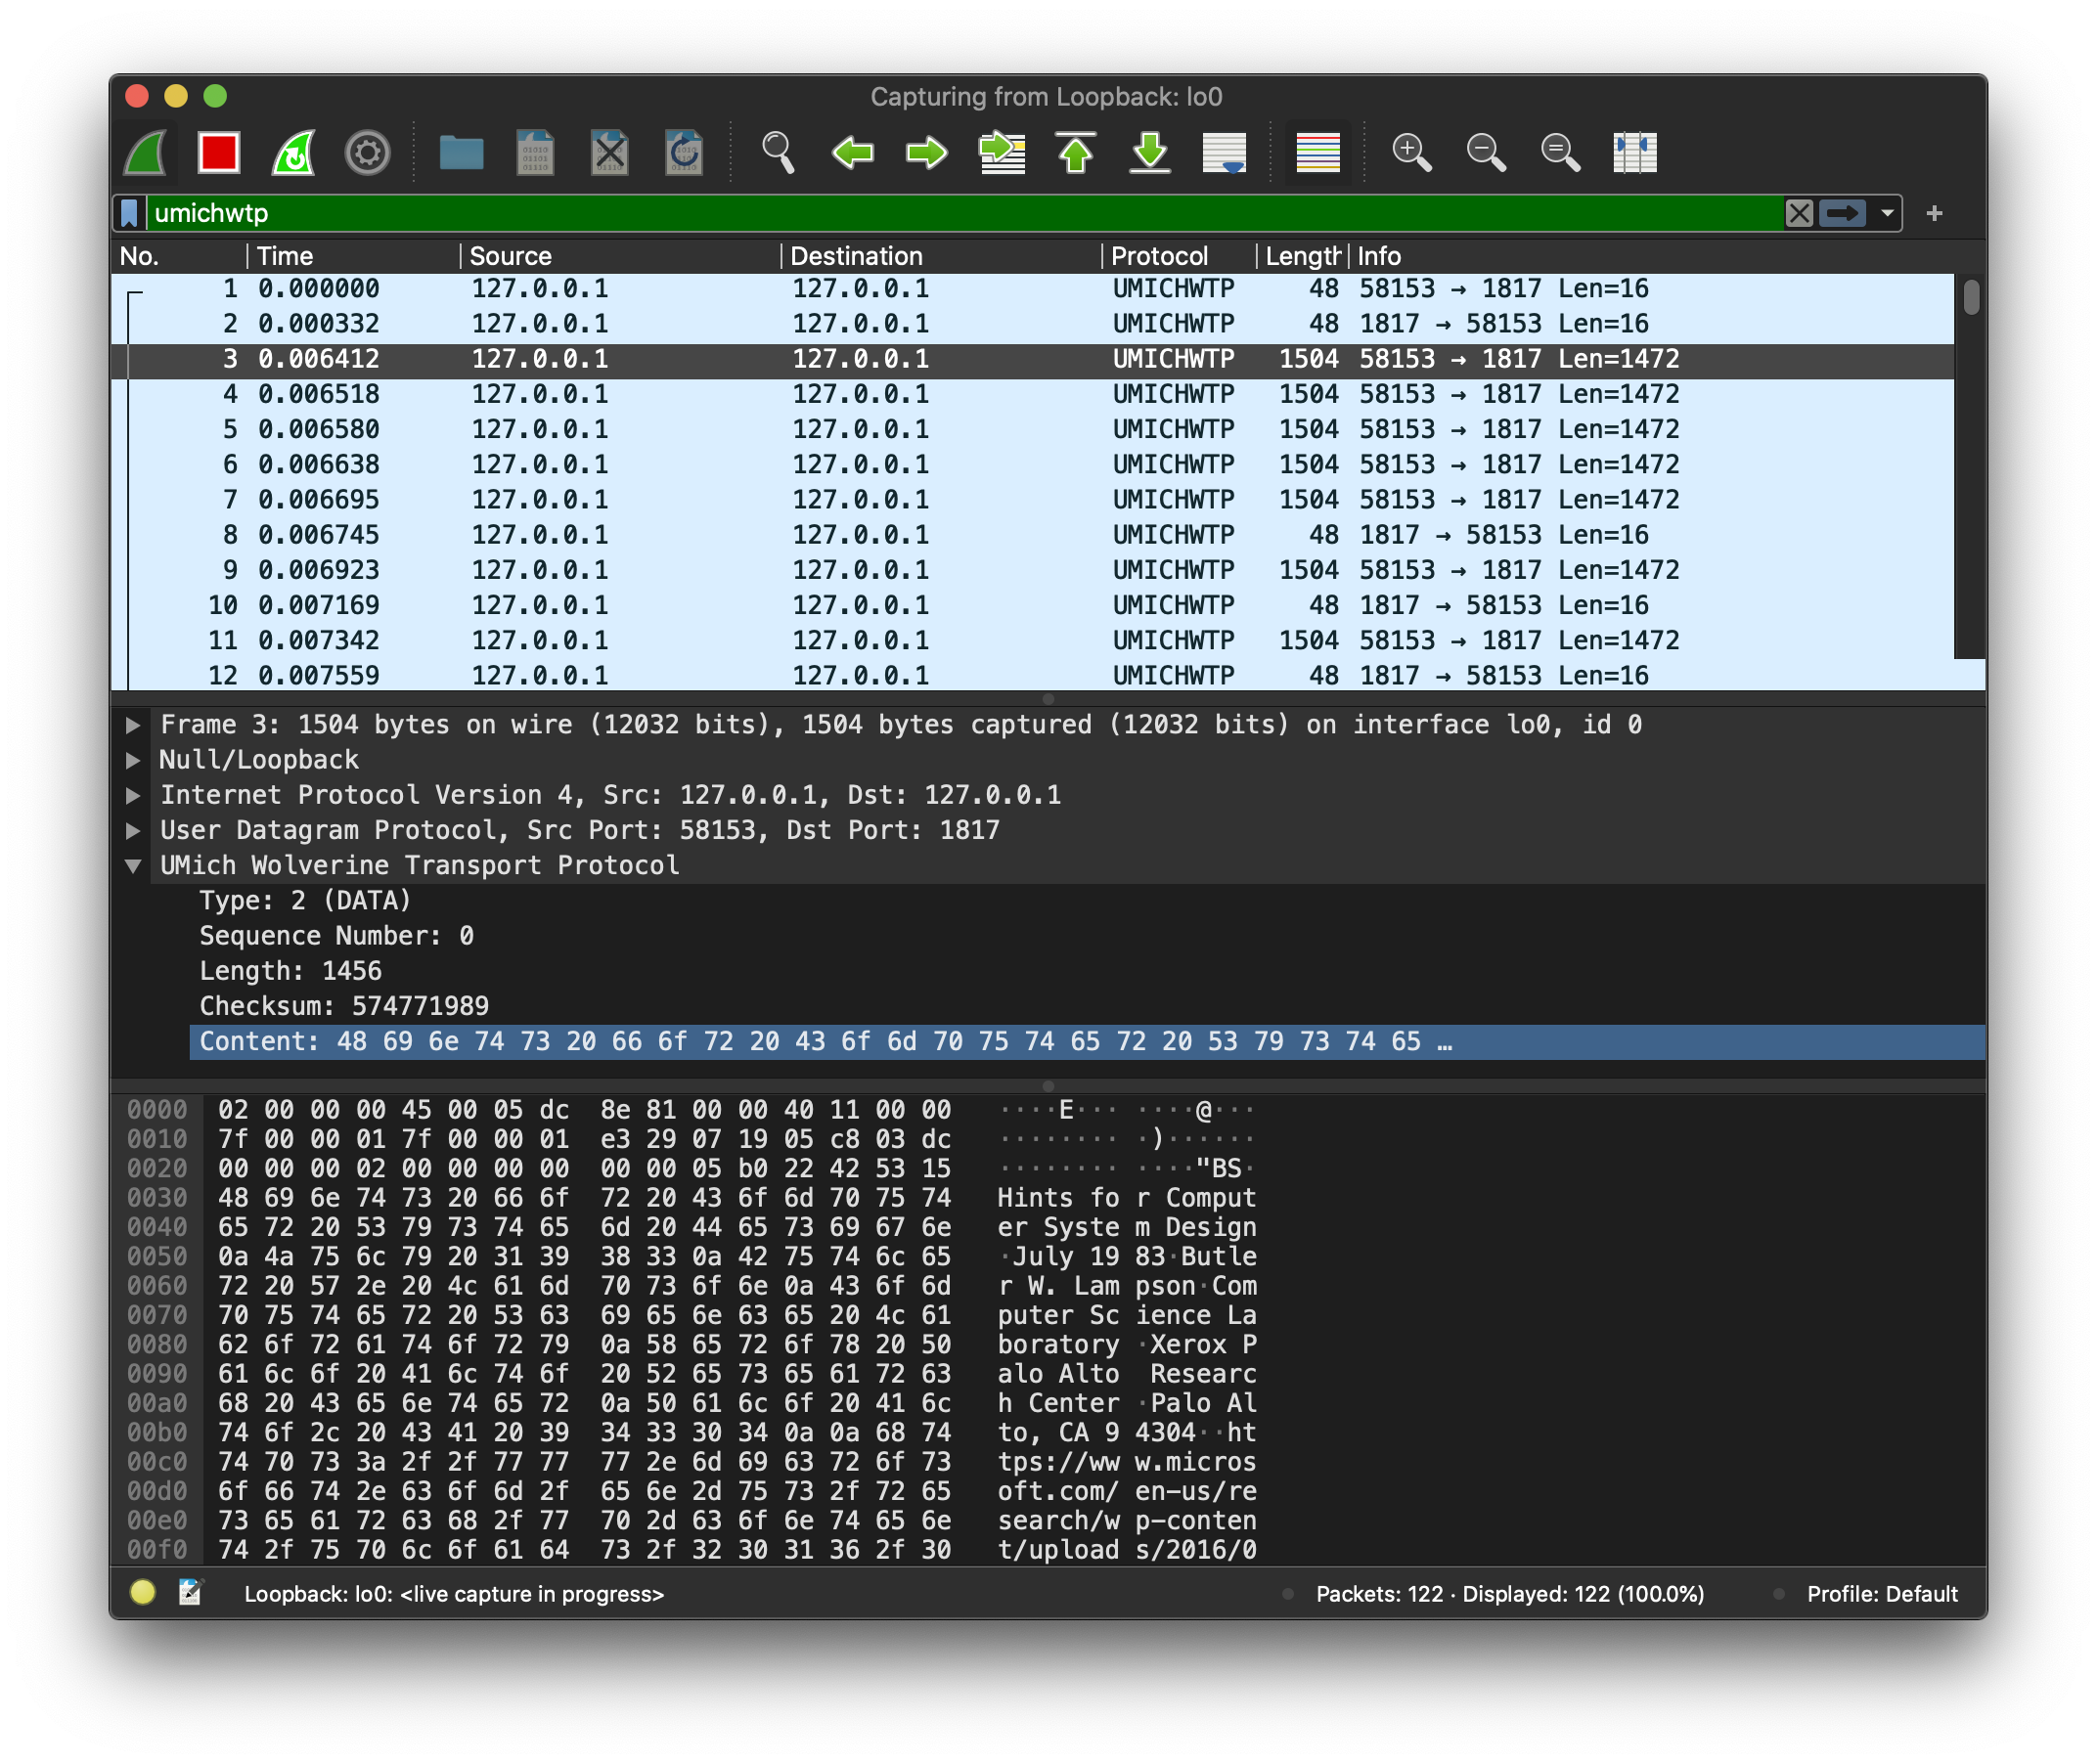 Capturing from Loopback: lo0
umichwtp
No. Time Source Destination Protocol Length Info
1 0.000000 127.0.0.1 127.0.0.1 UMICHWTP 48 58153 → 1817 Len=16
2 0.000332 127.0.0.1 127.0.0.1 UMICHWTP 48 1817 → 58153 Len=16
3 0.006412 127.0.0.1 127.0.0.1 UMICHWTP 1504 58153 → 1817 Len=1472
4 0.006518 127.0.0.1 127.0.0.1 UMICHWTP 1504 58153 → 1817 Len=1472
5 0.006580 127.0.0.1 127.0.0.1 UMICHWTP 1504 58153 → 1817 Len=1472
6 0.006638 127.0.0.1 127.0.0.1 UMICHWTP 1504 58153 → 1817 Len=1472
7 0.006695 127.0.0.1 127.0.0.1 UMICHWTP 1504 58153 → 1817 Len=1472
8 0.006745 127.0.0.1 127.0.0.1 UMICHWTP 48 1817 → 58153 Len=16
9 0.006923 127.0.0.1 127.0.0.1 UMICHWTP 1504 58153 → 1817 Len=1472
10 0.007169 127.0.0.1 127.0.0.1 UMICHWTP 48 1817 → 58153 Len=16
11 0.007342 127.0.0.1 127.0.0.1 UMICHWTP 1504 58153 → 1817 Len=1472
12 0.007559 127.0.0.1 127.0.0.1 UMICHWTP 48 1817 → 58153 Len=16
Frame 3: 1504 bytes on wire (12032 bits), 1504 bytes captured (12032 bits) on interface lo0, id 0
Null/Loopback
Internet Protocol Version 4, Src: 127.0.0.1, Dst: 127.0.0.1
User Datagram Protocol, Src Port: 58153, Dst Port: 1817
UMich Wolverine Transport Protocol
Type: 2 (DATA)
Sequence Number: 0
Length: 1456
Checksum: 574771989
Content: 48 69 6e 74 73 20 66 6f 72 20 43 6f 6d 70 75 74 65 72 20 53 79 73 74 65 …
0000 02 00 00 00 45 00 05 dc 8e 81 00 00 40 11 00 00 ····E··· ····@···
0010 7f 00 00 01 7f 00 00 01 e3 29 07 19 05 c8 03 dc ········ ·)······
0020 00 00 00 02 00 00 00 00 00 00 05 b0 22 42 53 15 ········ ····"BS·
0030 48 69 6e 74 73 20 66 6f 72 20 43 6f 6d 70 75 74 Hints fo r Comput
0040 65 72 20 53 79 73 74 65 6d 20 44 65 73 69 67 6e er Syste m Design
0050 0a 4a 75 6c 79 20 31 39 38 33 0a 42 75 74 6c 65 ·July 19 83·Butle
0060 72 20 57 2e 20 4c 61 6d 70 73 6f 6e 0a 43 6f 6d r W. Lam pson·Com
0070 70 75 74 65 72 20 53 63 69 65 6e 63 65 20 4c 61 puter Sc ience La
0080 62 6f 72 61 74 6f 72 79 0a 58 65 72 6f 78 20 50 boratory ·Xerox P
0090 61 6c 6f 20 41 6c 74 6f 20 52 65 73 65 61 72 63 alo Alto Researc
00a0 68 20 43 65 6e 74 65 72 0a 50 61 6c 6f 20 41 6c h Center ·Palo Al
00b0 74 6f 2c 20 43 41 20 39 34 33 30 34 0a 0a 68 74 to, CA 9 4304··ht
00c0 74 70 73 3a 2f 2f 77 77 77 2e 6d 69 63 72 6f 73 tps://ww w.micros
00d0 6f 66 74 2e 63 6f 6d 2f 65 6e 2d 75 73 2f 72 65 oft.com/ en-us/re
00e0 73 65 61 72 63 68 2f 77 70 2d 63 6f 6e 74 65 6e search/w p-conten
00f0 74 2f 75 70 6c 6f 61 64 73 2f 32 30 31 36 2f 30 t/upload s/2016/0
Loopback: lo0: <live capture in progress> Packets: 122 · Displayed: 122 (100.0%) Profile: Default